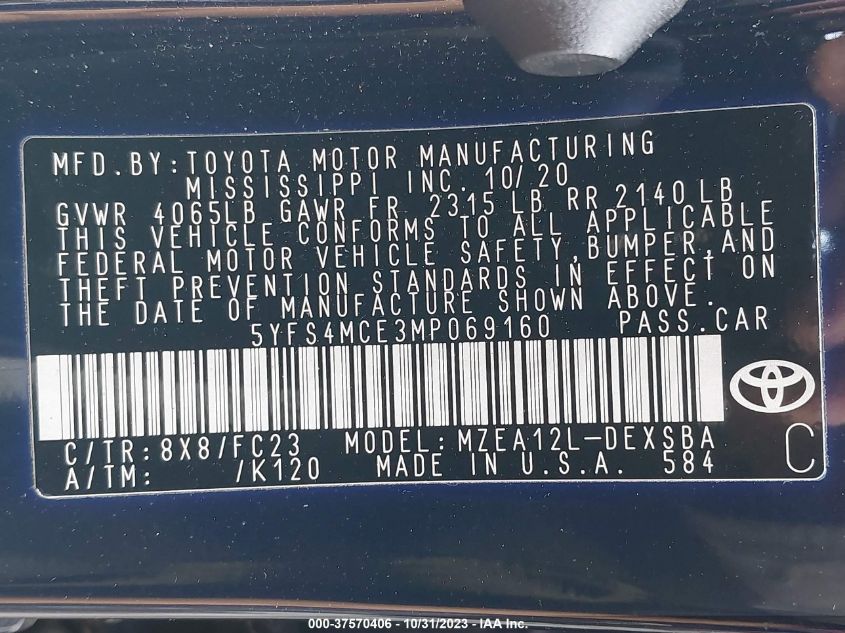 MFD.BY:TOYOTA MOTOR MANUFACTURING
MISSISSIPPI INC. 10/20
GVWR 4065LB GAWR FR 2315LB RR 2140LB
THIS VEHICLE CONFORMS TO ALL APPLICABLE
FEDERAL MOTOR VEHICLE SAFETY,BUMPER,AND
THEFT PREVENTION STANDARDS IN EFFECT ON
THE DATE OF MANUFACTURE SHOWN ABOVE.
5YFS4MCE3MP069160 PASS.CAR
C/TR:8X8/FC23 MODEL:MZEA12L-DEXSBA
A/TM: /K120 MADE IN U.S.A. 584
C
000-37570406 - 10/31/2023 - IAA Inc.